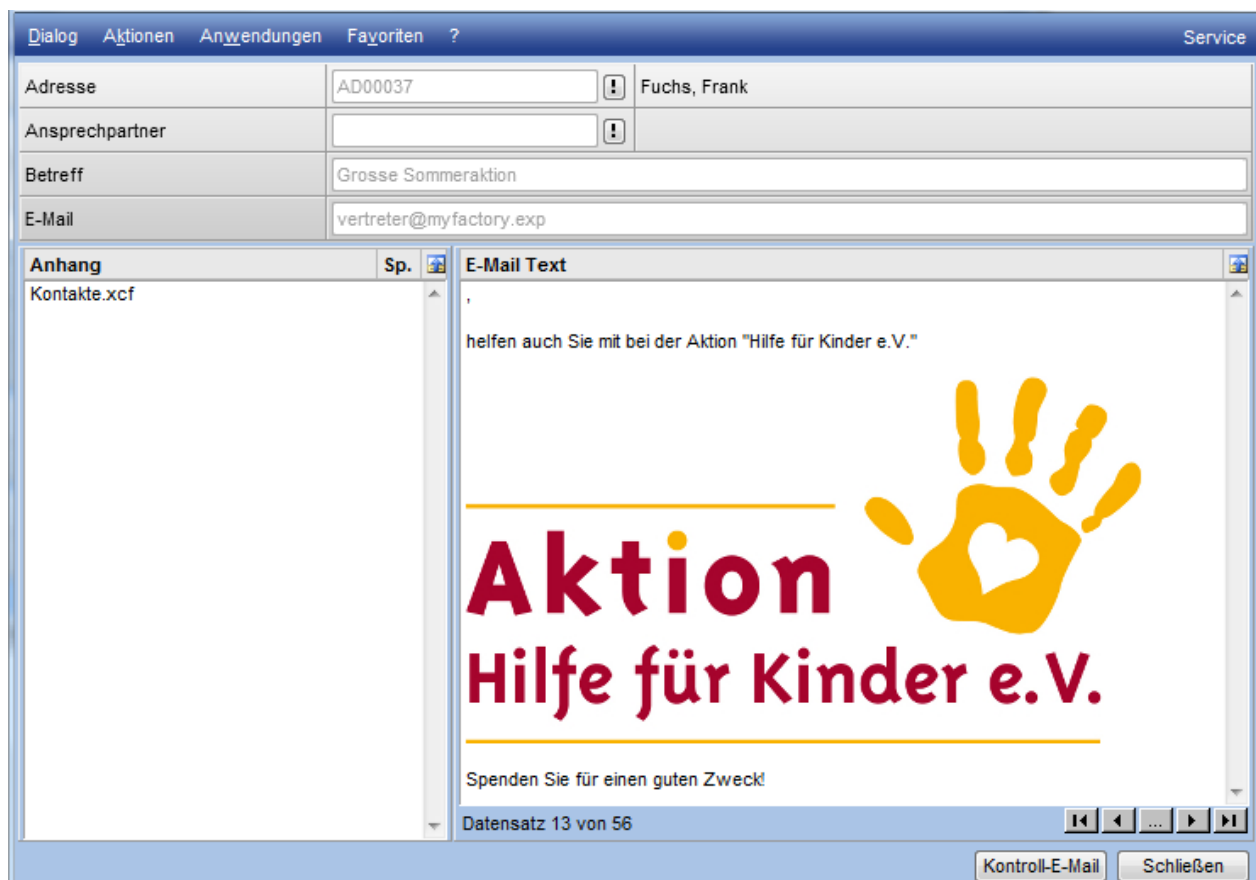 Dialog Aktionen Anwendungen Favoriten ? Service
Adresse AD00037 ! Fuchs, Frank
Ansprechpartner !
Betreff Grosse Sommeraktion
E-Mail vertreter@myfactory.exp
Anhang Sp. E-Mail Text
Kontakte.xcf
,
helfen auch Sie mit bei der Aktion "Hilfe für Kinder e.V."
Aktion
Hilfe für Kinder e.V.
Spenden Sie für einen guten Zweck!
Datensatz 13 von 56 ...
Kontroll-E-Mail Schließen